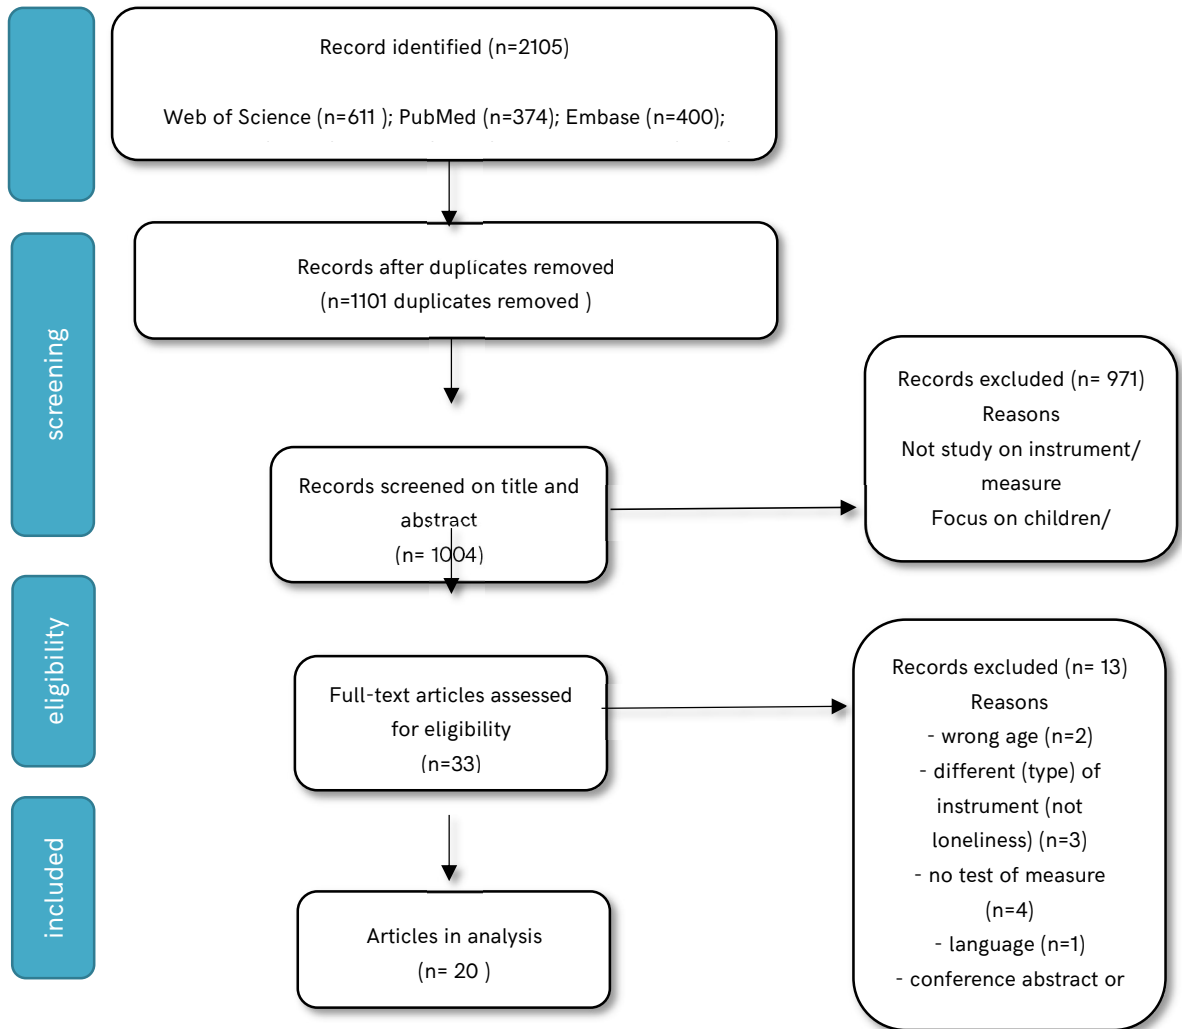 Record identified (n=2105)
Web of Science (n=611 ); PubMed (n=374); Embase (n=400);
Records after duplicates removed
(n=1101 duplicates removed )
screening
Records excluded (n= 971)
Reasons
Not study on instrument/
measure
Focus on children/
Records screened on title and
abstract
(n= 1004)
eligibility
Full-text articles assessed
for eligibility
(n=33)
Records excluded (n= 13)
Reasons
- wrong age (n=2)
- different (type) of
instrument (not
loneliness) (n=3)
- no test of measure
(n=4)
- language (n=1)
- conference abstract or
included
Articles in analysis
(n= 20 )